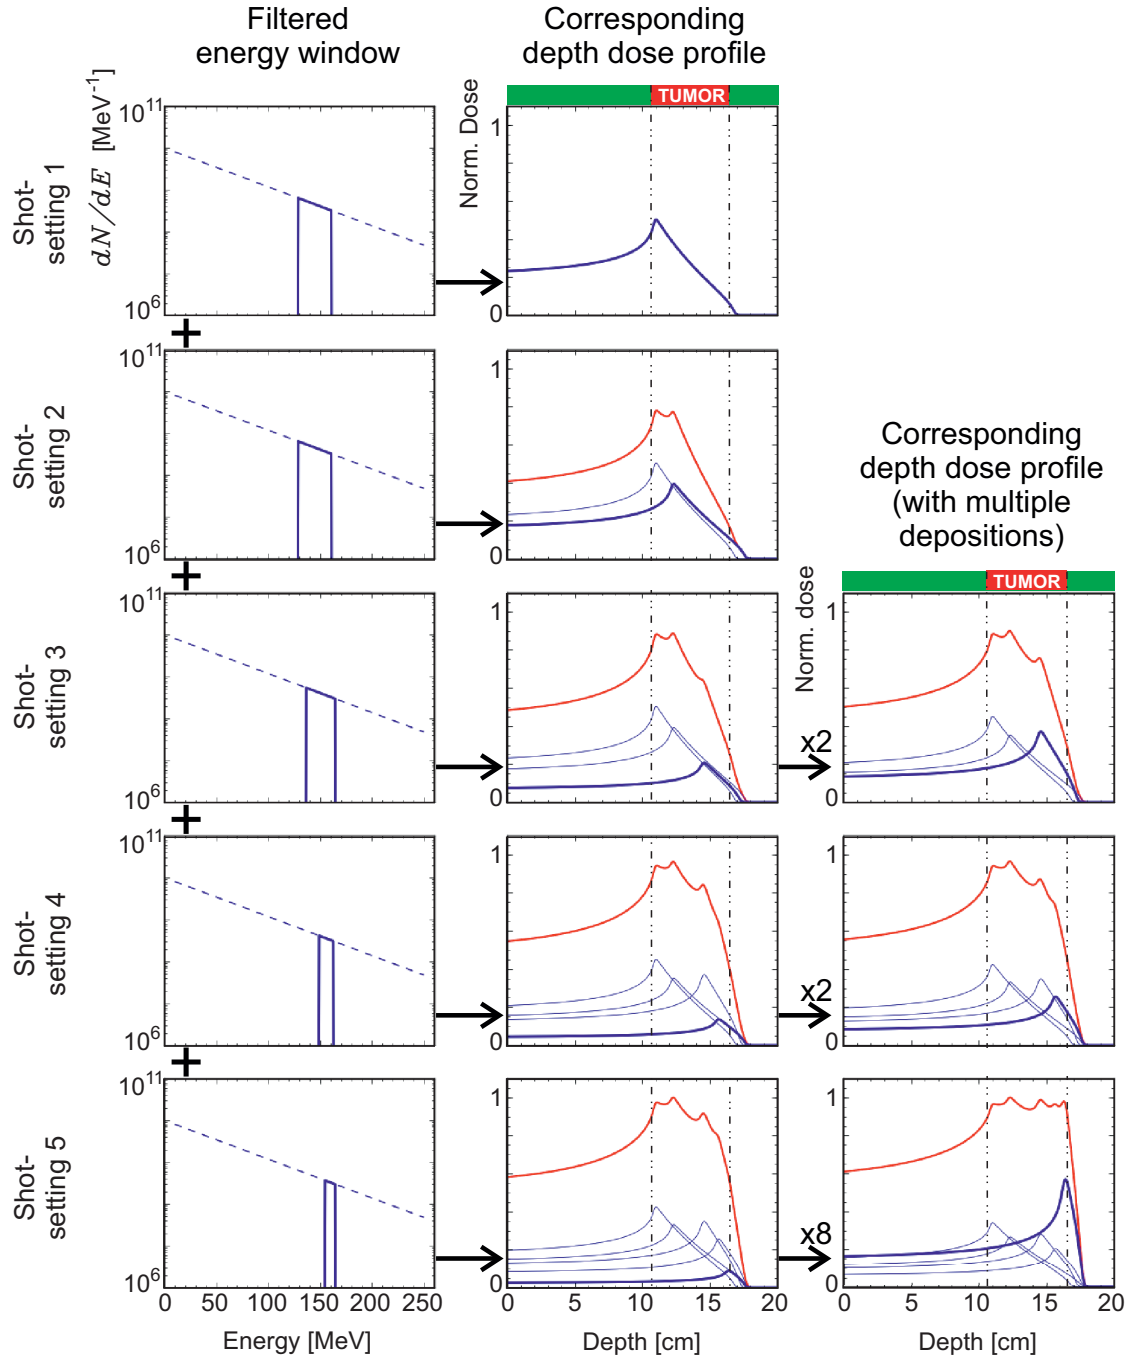 Filtered
energy window
Corresponding
depth dose profile
Shot-
setting 1
dN/dE [MeV⁻¹]
10¹¹
10⁶
Norm. Dose
TUMOR
1
0
+
Shot-
setting 2
10¹¹
10⁶
1
0
Corresponding
depth dose profile
(with multiple
depositions)
+
Shot-
setting 3
10¹¹
10⁶
1
0
x2
Norm. dose
TUMOR
1
0
+
Shot-
setting 4
10¹¹
10⁶
1
0
x2
1
0
+
Shot-
setting 5
10¹¹
10⁶
0 50 100 150 200 250
Energy [MeV]
1
0
0 5 10 15 20
Depth [cm]
x8
1
0
0 5 10 15 20
Depth [cm]